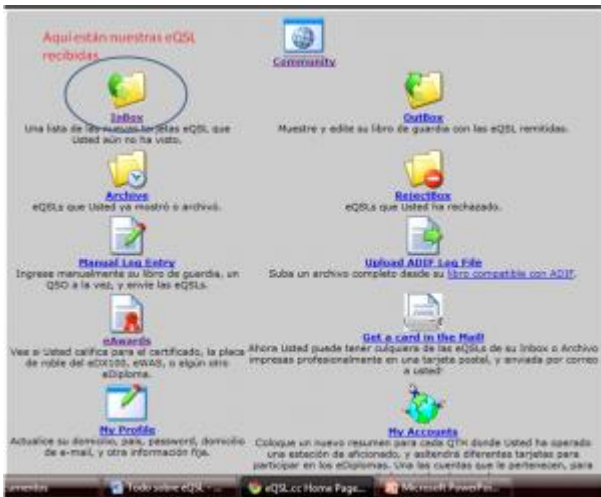 Aquí están nuestras eQSL
recibidas
Community
InBox
Una lista de las nuevas tarjetas eQSL que
Usted aún no ha visto.
OutBox
Muestre y edite su libro de guardia con las eQSL remitidas.
Archive
eQSLs que Usted ya mostró o archivó.
RejectBox
eQSLs que Usted ha rechazado.
Manual Log Entry
Ingrese manualmente su libro de guardia, un
QSO a la vez, y envíe las eQSLs.
Upload ADIF Log File
Suba un archivo completo desde su libro compatible con ADIF.
eAwards
Vea si Usted califica para el certificado, la placa
de roble del eDX100, eWAS, o algún otro
eDiploma.
Get a card in the Mail!
Ahora Usted puede tener culquiera de las eQSLs de su Inbox o Archivo
impresas profesionalmente en una tarjeta postal, y enviada por correo
a usted!
My Profile
Actualice su domicilio, país, password, domicilio
de e-mail, y otra información fija.
My Accounts
Coloque un nuevo resumen para cada QTH donde Usted ha operado
una estación de aficionado, y diferentes tarjetas para
participar en los eDiplomas. Una las cuentas que le pertenecen, para
umentos
Todo sobre eQSL - ...
eQSL.cc Home Page...
Microsoft PowerPoin...